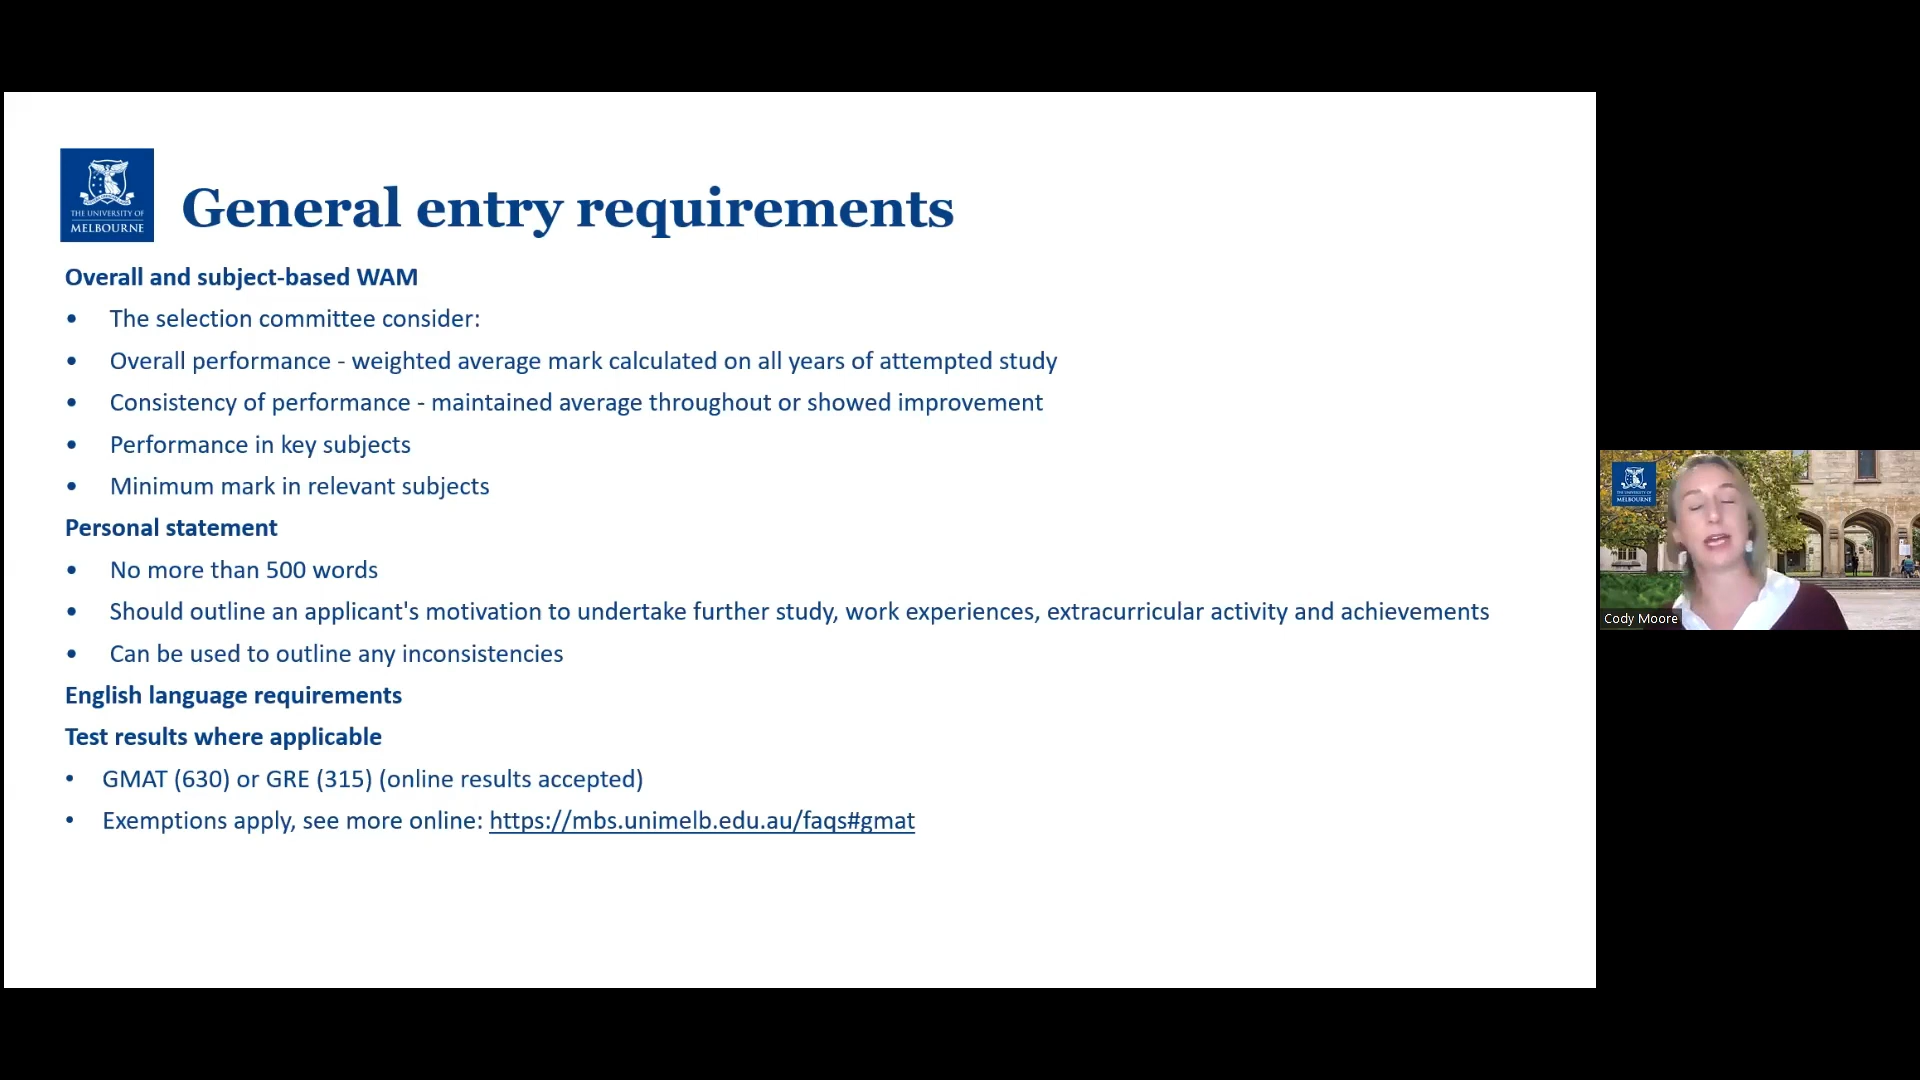 THE UNIVERSITY OF
MELBOURNE
General entry requirements
Overall and subject-based WAM
• The selection committee consider:
• Overall performance - weighted average mark calculated on all years of attempted study
• Consistency of performance - maintained average throughout or showed improvement
• Performance in key subjects
• Minimum mark in relevant subjects
Personal statement
• No more than 500 words
• Should outline an applicant's motivation to undertake further study, work experiences, extracurricular activity and achievements
• Can be used to outline any inconsistencies
English language requirements
Test results where applicable
• GMAT (630) or GRE (315) (online results accepted)
• Exemptions apply, see more online: https://mbs.unimelb.edu.au/faqs#gmat
THE UNIVERSITY OF
MELBOURNE
Cody Moore